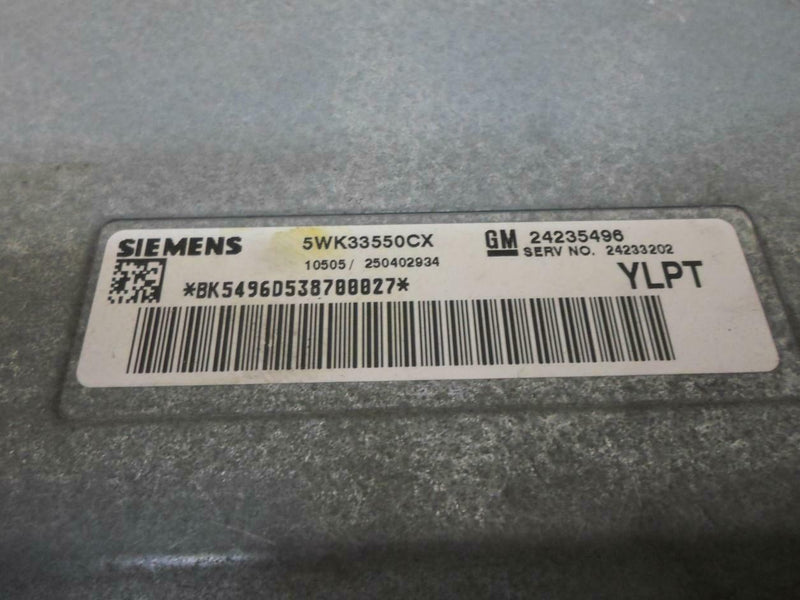 SIEMENS 5WK33550CX GM 24235496
10505/ 250402934 SERV NO. 24233202
*BK5496D538700027* YLPT